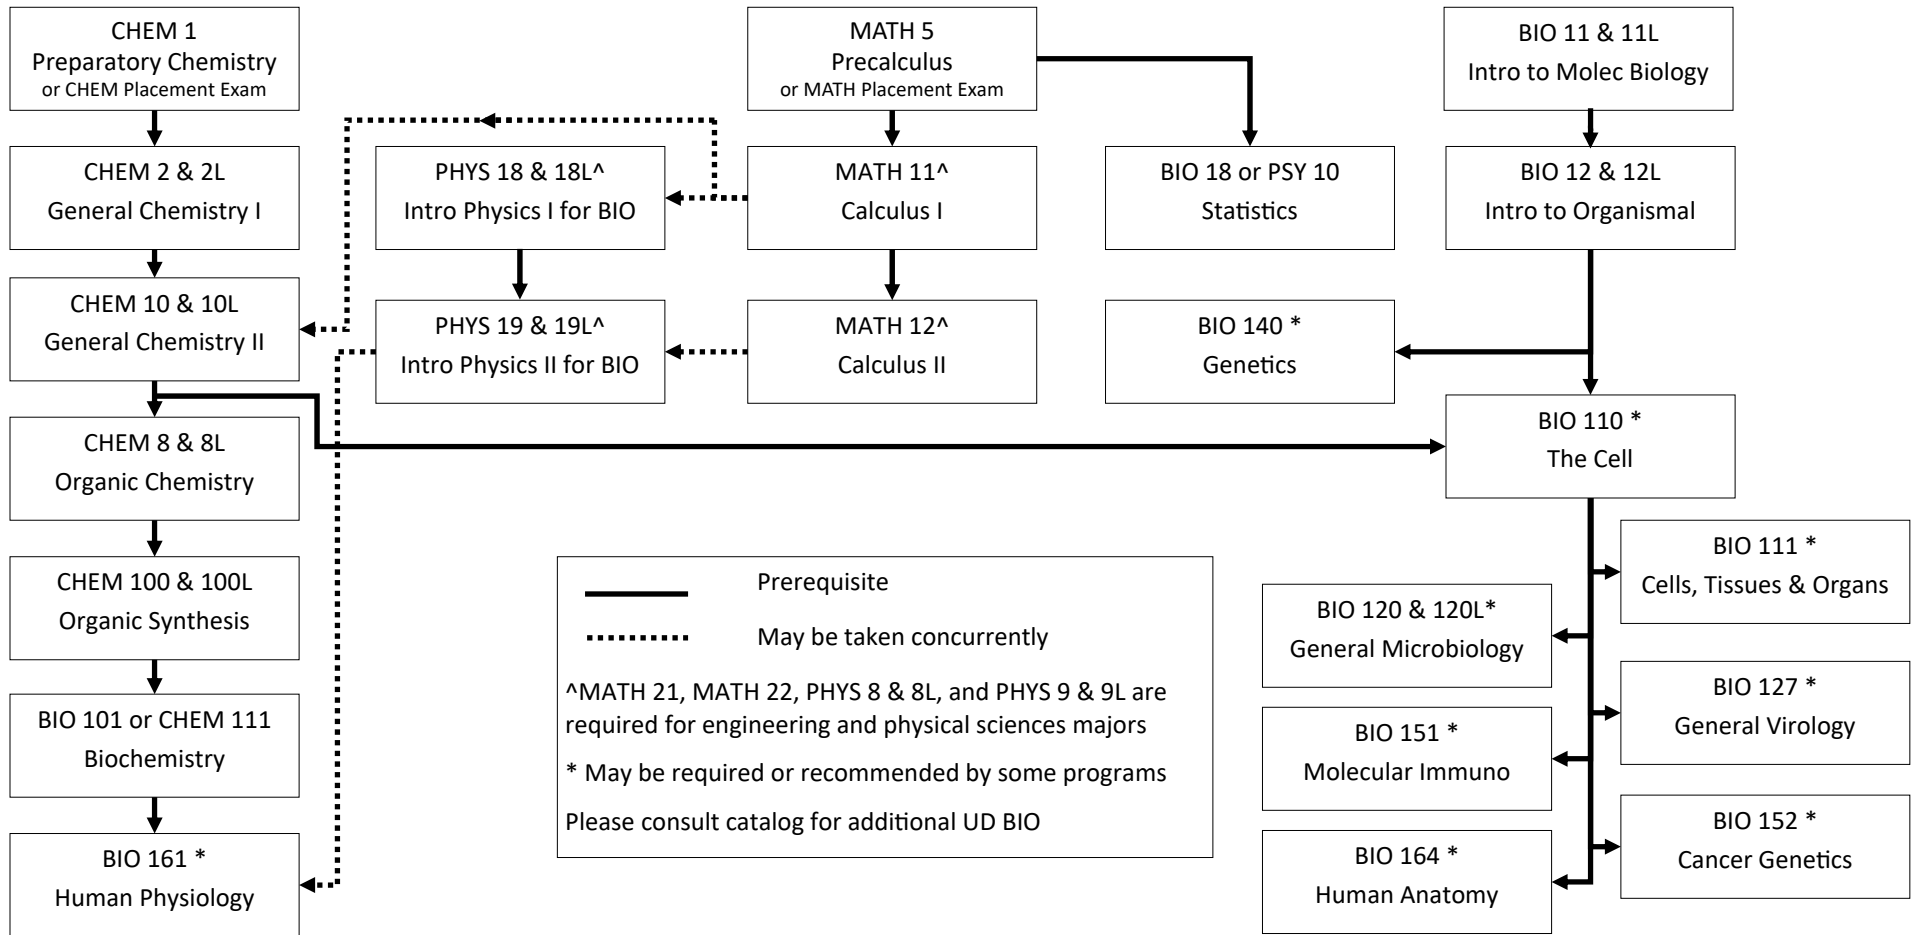 CHEM 1
Preparatory Chemistry
or CHEM Placement Exam
MATH 5
Precalculus
or MATH Placement Exam
BIO 11 & 11L
Intro to Molec Biology
CHEM 2 & 2L
General Chemistry I
PHYS 18 & 18L^
Intro Physics I for BIO
MATH 11^
Calculus I
BIO 18 or PSY 10
Statistics
BIO 12 & 12L
Intro to Organismal
CHEM 10 & 10L
General Chemistry II
PHYS 19 & 19L^
Intro Physics II for BIO
MATH 12^
Calculus II
BIO 140 *
Genetics
BIO 110 *
The Cell
CHEM 8 & 8L
Organic Chemistry
CHEM 100 & 100L
Organic Synthesis
BIO 101 or CHEM 111
Biochemistry
BIO 161 *
Human Physiology
Prerequisite
May be taken concurrently
^MATH 21, MATH 22, PHYS 8 & 8L, and PHYS 9 & 9L are
required for engineering and physical sciences majors
* May be required or recommended by some programs
Please consult catalog for additional UD BIO
BIO 111 *
Cells, Tissues & Organs
BIO 120 & 120L*
General Microbiology
BIO 127 *
General Virology
BIO 151 *
Molecular Immuno
BIO 152 *
Cancer Genetics
BIO 164 *
Human Anatomy